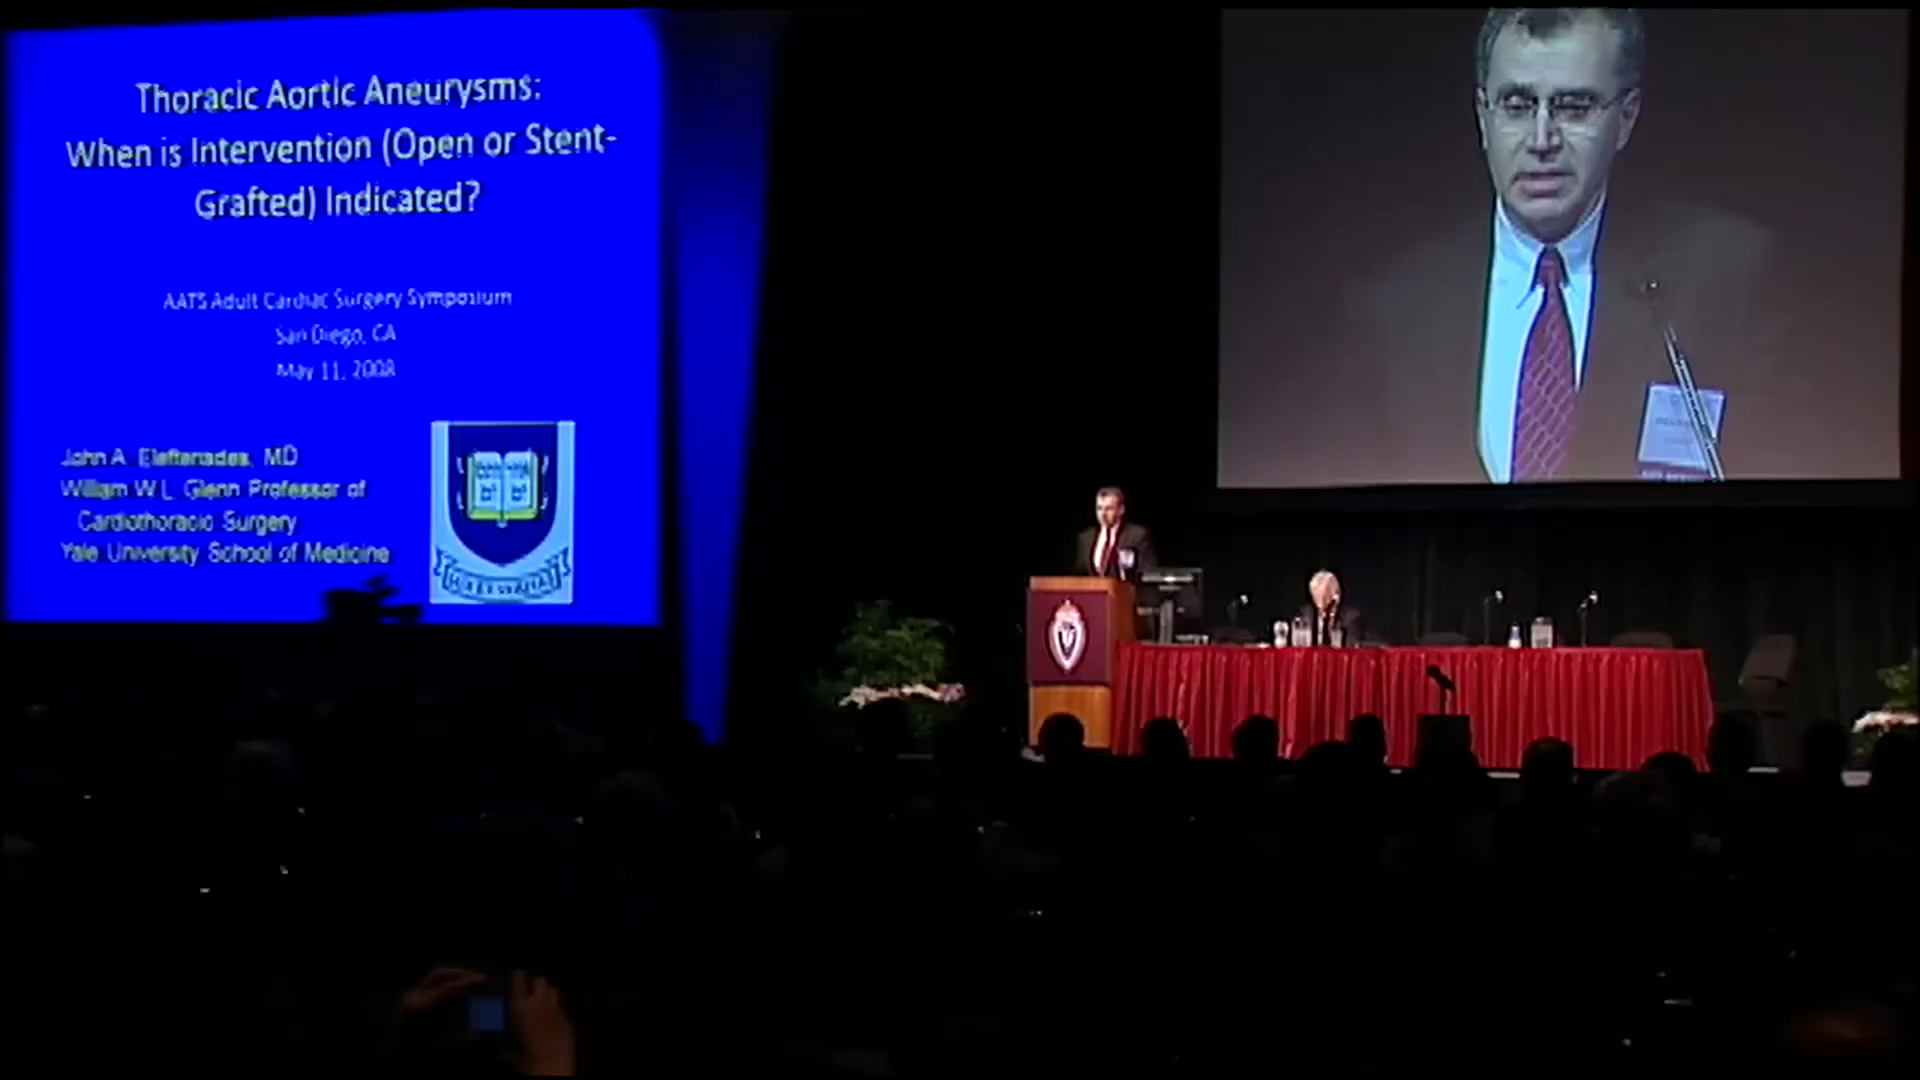 Thoracic Aortic Aneurysms:
When is Intervention (Open or Stent-
Grafted) Indicated?
AATS Adult Cardiac Surgery Symposium
San Diego, CA
May 11, 2008
John A. Elefteriades, MD
William W.L. Glenn Professor of
Cardiothoracic Surgery
Yale University School of Medicine